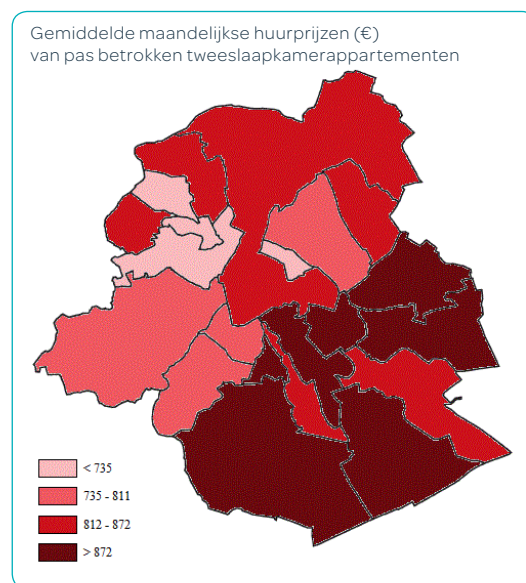 Gemiddelde maandelijkse huurprijzen (€)
van pas betrokken tweeslaapkamerappartementen
< 735
735 - 811
812 - 872
> 872